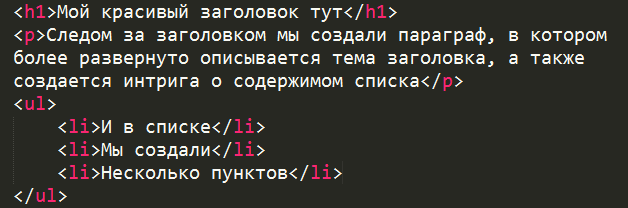 <h1>Мой красивый заголовок тут</h1>
<p>Следом за заголовком мы создали параграф, в котором
более развернуто описывается тема заголовка, а также
создается интрига о содержимом списка</p>
<ul>
    <li>И в списке</li>
    <li>Мы создали</li>
    <li>Несколько пунктов</li>
</ul>